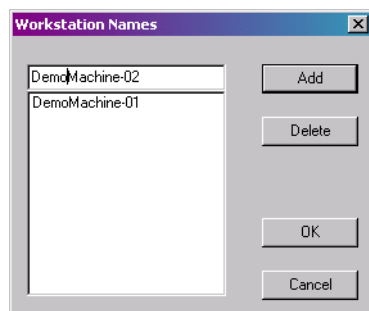 Workstation Names
DemoMachine-02
Add
DemoMachine-01
Delete
OK
Cancel